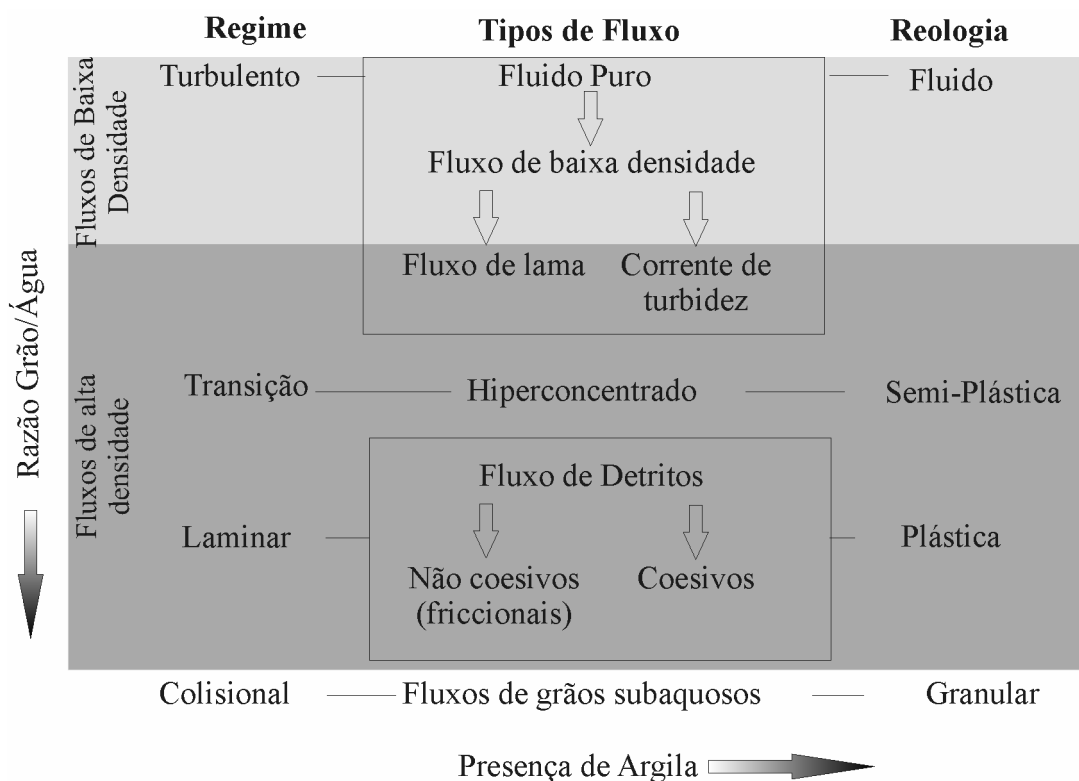 Regime Tipos de Fluxo Reologia
Turbulento Fluido Puro Fluido
Fluxos de Baixa
Densidade
Fluxo de baixa densidade
Fluxo de lama Corrente de
turbidez
Razão Grão/Água
Fluxos de alta
densidade
Transição Hiperconcentrado Semi-Plástica
Fluxo de Detritos
Laminar Plástica
Não coesivos Coesivos
(friccionais)
Colisional Fluxos de grãos subaquosos Granular
Presença de Argila